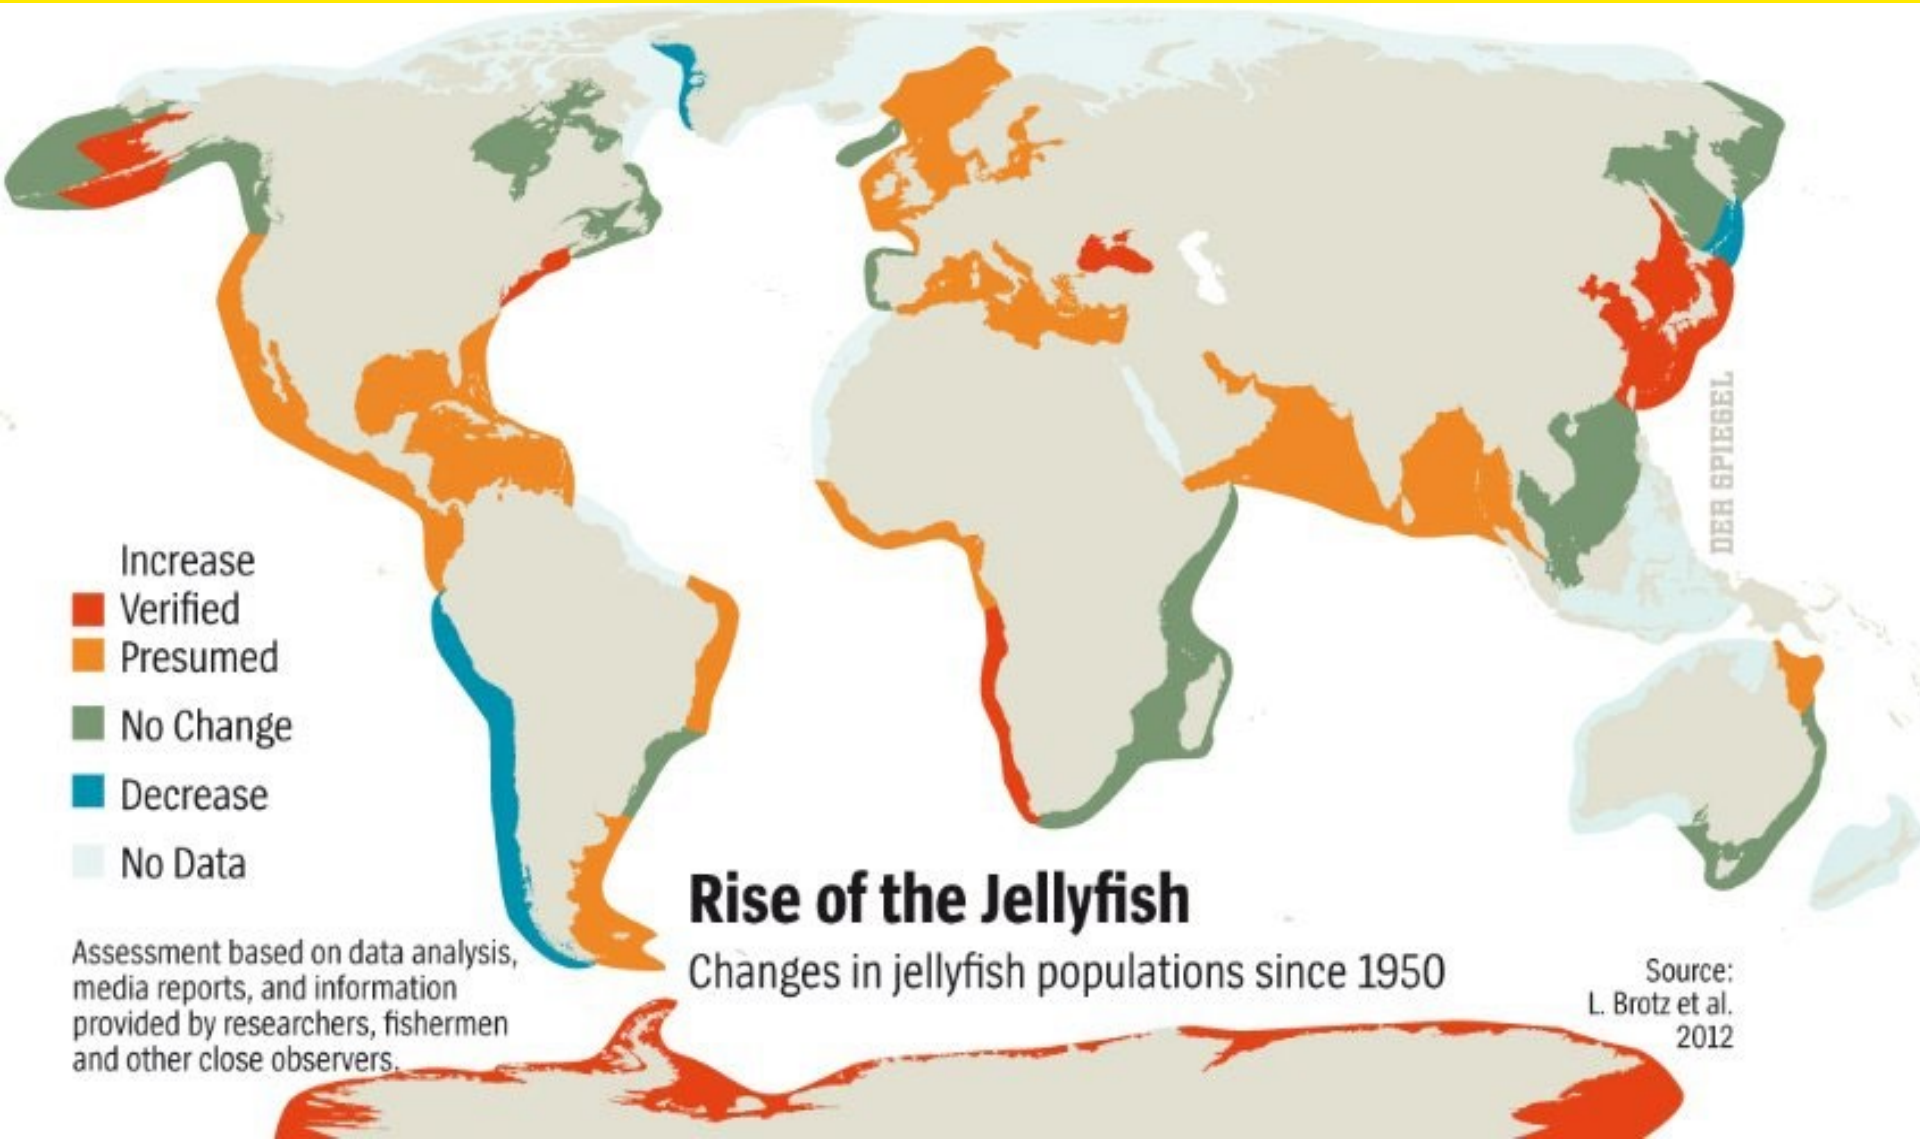 Increase
Verified
Presumed
No Change
Decrease
No Data
Assessment based on data analysis,
media reports, and information
provided by researchers, fishermen
and other close observers.
Rise of the Jellyfish
Changes in jellyfish populations since 1950
Source:
L. Brotz et al.
2012
DER SPIEGEL